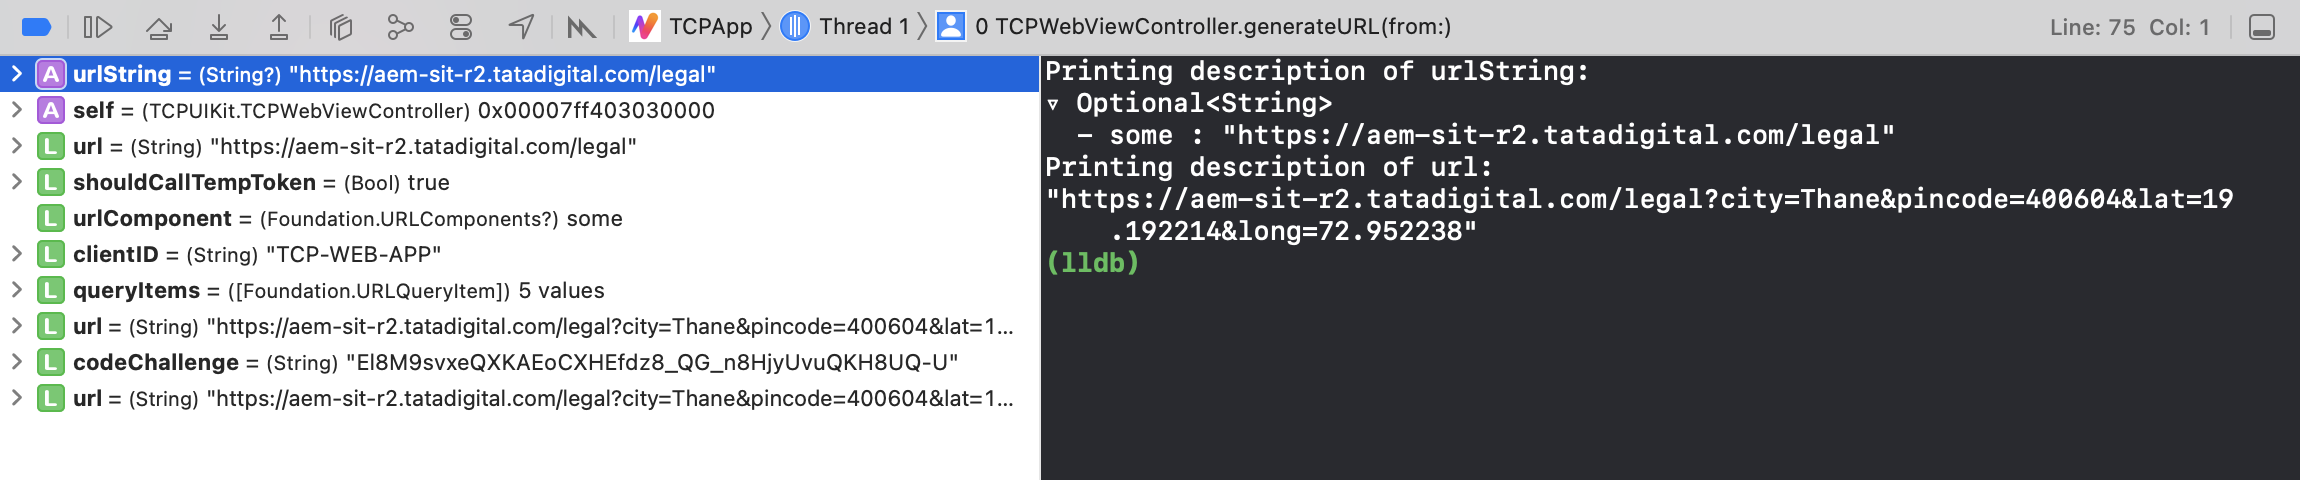 TCPApp Thread 1 0 TCPWebViewController.generateURL(from:) Line: 75 Col: 1
A urlString = (String?) "https://aem-sit-r2.tatadigital.com/legal"
A self = (TCPUIKit.TCPWebViewController) 0x00007ff403030000
L url = (String) "https://aem-sit-r2.tatadigital.com/legal"
L shouldCallTempToken = (Bool) true
L urlComponent = (Foundation.URLComponents?) some
L clientID = (String) "TCP-WEB-APP"
L queryItems = ([Foundation.URLQueryItem]) 5 values
L url = (String) "https://aem-sit-r2.tatadigital.com/legal?city=Thane&pincode=400604&lat=1...
L codeChallenge = (String) "El8M9svxeQXKAEoCXHEfdz8_QG_n8HjyUvuQKH8UQ-U"
L url = (String) "https://aem-sit-r2.tatadigital.com/legal?city=Thane&pincode=400604&lat=1...
Printing description of urlString:
▿ Optional<String>
- some : "https://aem-sit-r2.tatadigital.com/legal"
Printing description of url:
"https://aem-sit-r2.tatadigital.com/legal?city=Thane&pincode=400604&lat=19
.192214&long=72.952238"
(lldb)